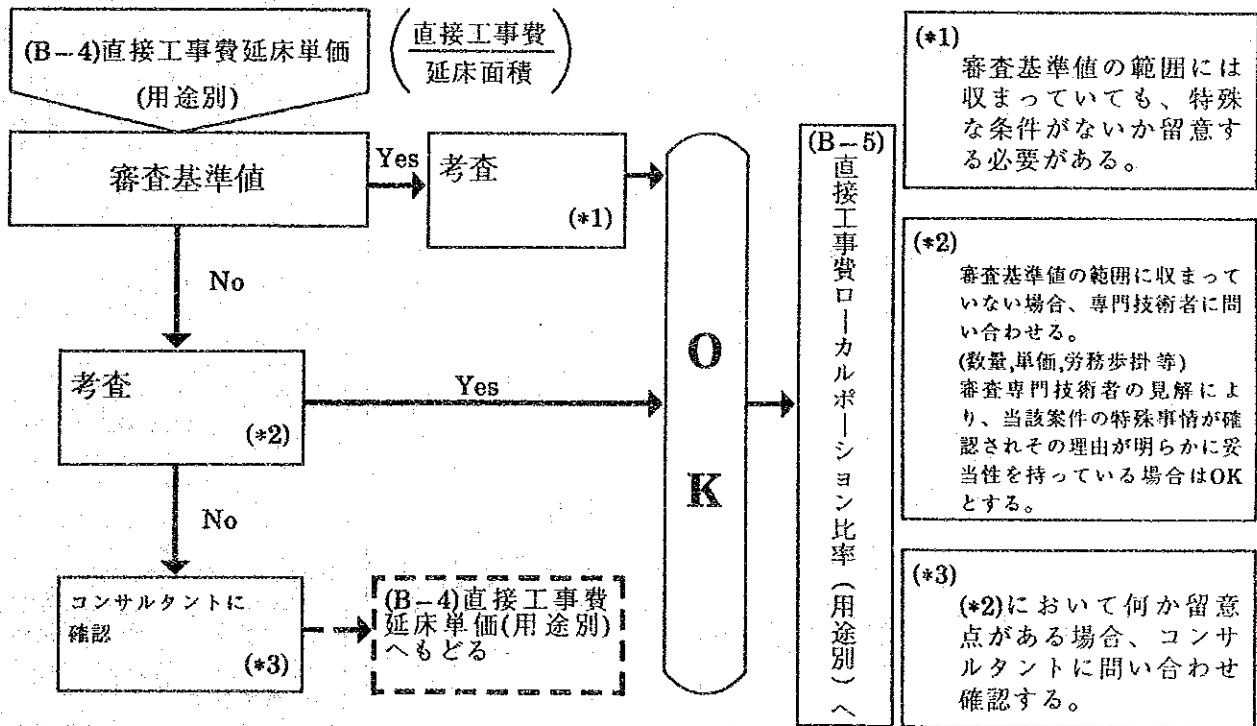 (B-4)直接工事費延床単価
(用途別)
(直接工事費
延床面積)
審査基準値
Yes
考査
(*1)
No
考査
(*2)
Yes
No
コンサルタントに
確認
(*3)
(B-4)直接工事費
延床単価(用途別)
へもどる
O
K
(B-5)
直接工事費ローカルポーション比率(用途別)へ
(*1)
審査基準値の範囲には
収まっていても、特殊
な条件がないか留意す
る必要がある。
(*2)
審査基準値の範囲に収まって
いない場合、専門技術者に問
い合わせる。
(数量,単価,労務歩掛等)
審査専門技術者の見解によ
り、当該案件の特殊事情が確
認されその理由が明らかに妥
当性を持っている場合はOK
とする。
(*3)
(*2)において何か留意
点がある場合、コンサ
ルタントに問い合わせ
確認する。